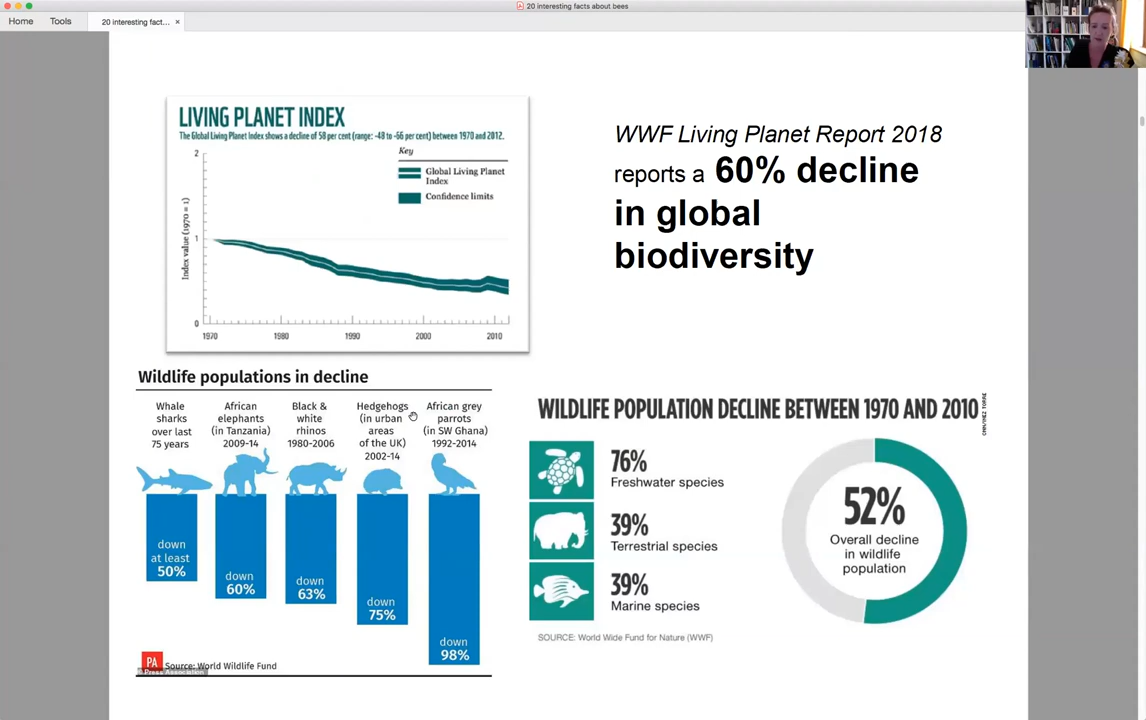 20 interesting facts about bees
Home
Tools
20 interesting fact...
×
LIVING PLANET INDEX
The Global Living Planet Index shows a decline of 58 per cent (range: -48 to -66 per cent) between 1970 and 2012.
Key
Global Living Planet
Index
Confidence limits
Index value (1970 = 1)
2
1
0
1970
1980
1990
2000
2010
WWF Living Planet Report 2018
reports a 60% decline
in global
biodiversity
Wildlife populations in decline
Whale
sharks
over last
75 years
African
elephants
(in Tanzania)
2009-14
Black &
white
rhinos
1980-2006
Hedgehogs
(in urban
areas
of the UK)
2002-14
African grey
parrots
(in SW Ghana)
1992-2014
down
at least
50%
down
60%
down
63%
down
75%
down
98%
PA
Source: World Wildlife Fund
Press Association
WILDLIFE POPULATION DECLINE BETWEEN 1970 AND 2010
CNN/INEZ TORRE
76%
Freshwater species
39%
Terrestrial species
39%
Marine species
52%
Overall decline
in wildlife
population
SOURCE: World Wide Fund for Nature (WWF)